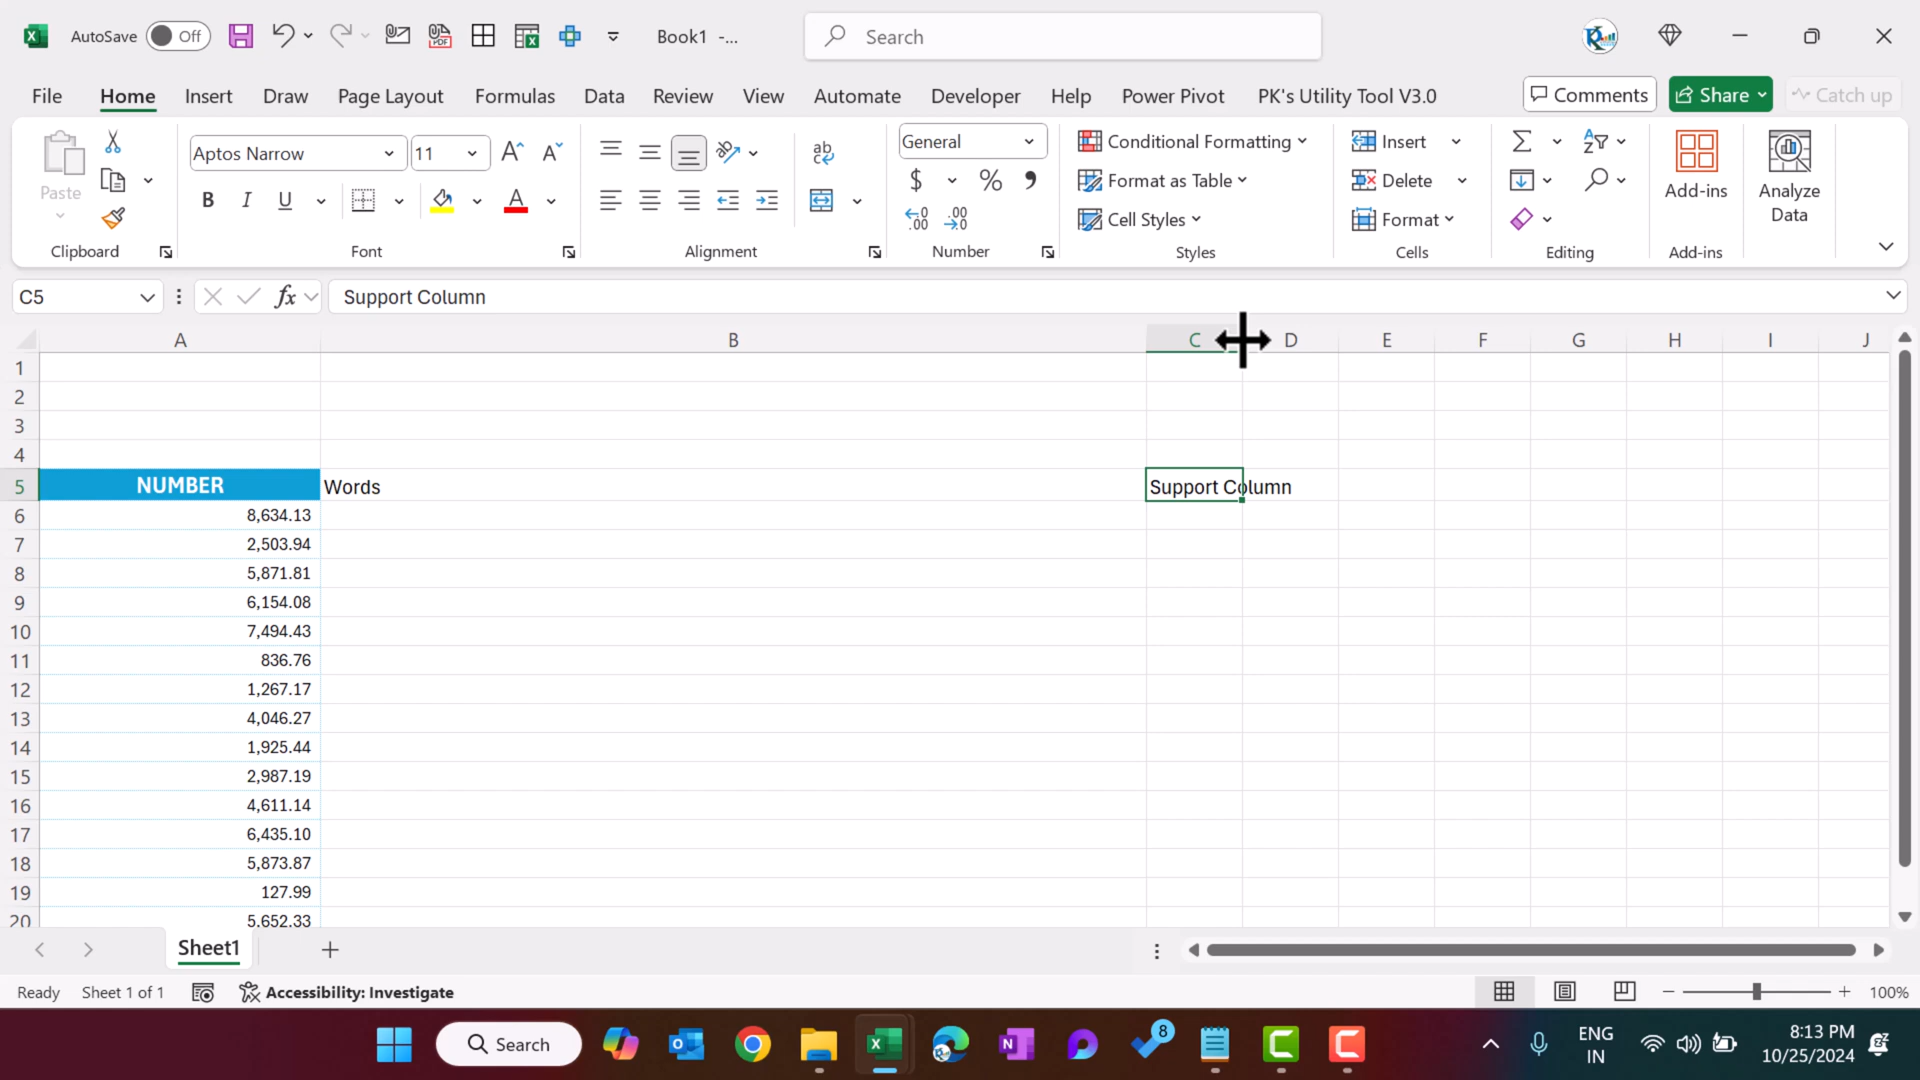 AutoSave Off Book1 -... Search
File Home Insert Draw Page Layout Formulas Data Review View Automate Developer Help Power Pivot PK's Utility Tool V3.0 Comments Share Catch up
Paste Aptos Narrow 11 General Conditional Formatting Insert
B I U A $ % Format as Table Delete Add-ins Analyze Data
Cell Styles Format
Clipboard Font Alignment Number Styles Cells Editing Add-ins
C5 fx Support Column
A B C D E F G H I J
1
2
3
4
5 NUMBER Words Support Column
6 8,634.13
7 2,503.94
8 5,871.81
9 6,154.08
10 7,494.43
11 836.76
12 1,267.17
13 4,046.27
14 1,925.44
15 2,987.19
16 4,611.14
17 6,435.10
18 5,873.87
19 127.99
20 5,652.33
Sheet1
Ready Sheet 1 of 1 Accessibility: Investigate 100%
Search 8 ENG 8:13 PM
IN 10/25/2024